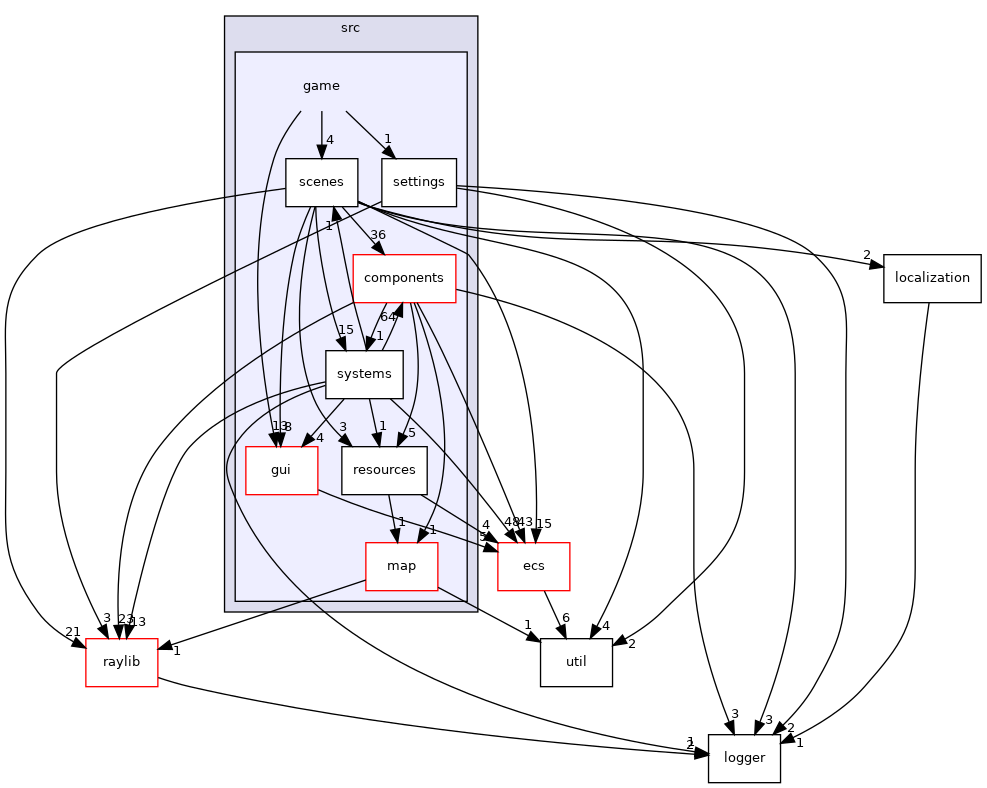 src
game
4
1
scenes
settings
1
36
2
components
localization
64
15
1
systems
13
8
4
3
1
5
gui
resources
1
1
4
5
48
43
15
map
ecs
3
23
13
21
1
1
6
4
2
raylib
util
3
3
2
1
1
2
logger